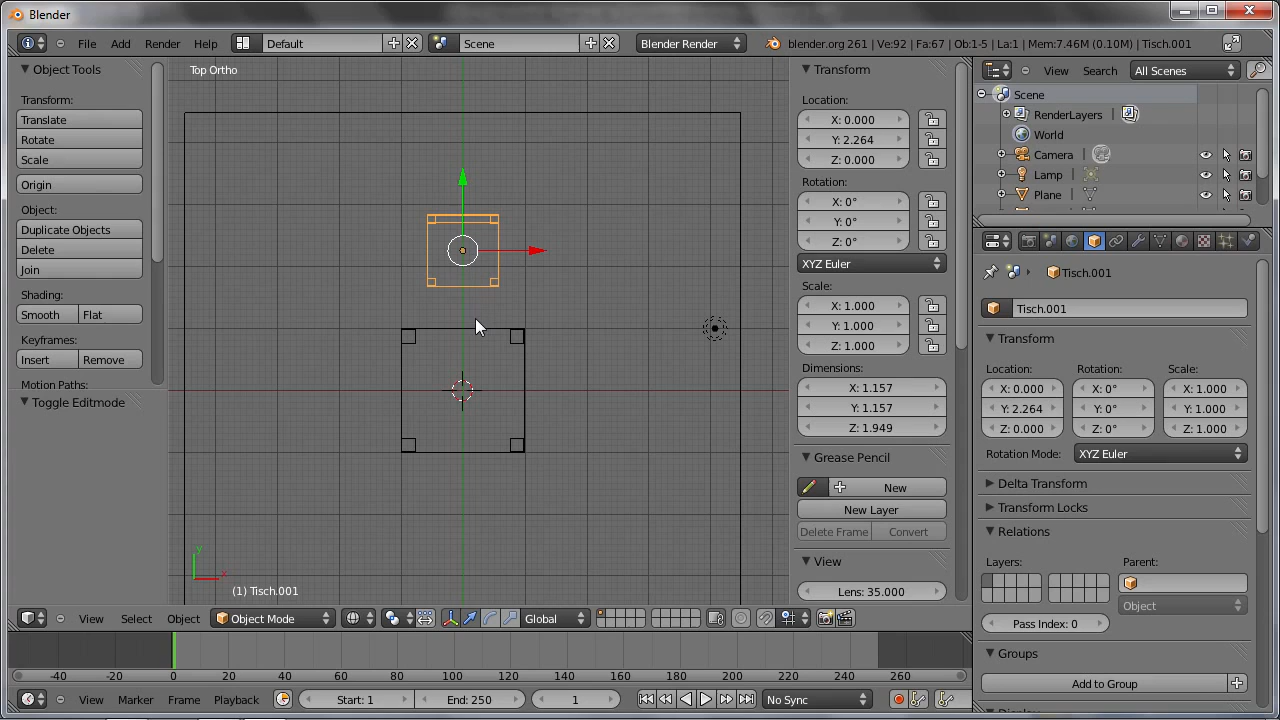 Blender
File Add Render Help Default Scene Blender Render blender.org 261 | Ve:92 | Fa:67 | Ob:1-5 | La:1 | Mem:7.46M (0.10M) | Tisch.001
Object Tools
Transform:
Translate
Rotate
Scale
Origin
Object:
Duplicate Objects
Delete
Join
Shading:
Smooth Flat
Keyframes:
Insert Remove
Motion Paths:
Toggle Editmode
Top Ortho
y
x
(1) Tisch.001
Transform
Location:
X: 0.000
Y: 2.264
Z: 0.000
Rotation:
X: 0°
Y: 0°
Z: 0°
XYZ Euler
Scale:
X: 1.000
Y: 1.000
Z: 1.000
Dimensions:
X: 1.157
Y: 1.157
Z: 1.949
Grease Pencil
New
New Layer
Delete Frame Convert
View
Lens: 35.000
View Search All Scenes
Scene
RenderLayers
World
Camera
Lamp
Plane
Tisch.001
Tisch.001
Transform
Location: Rotation: Scale:
X: 0.000 X: 0° X: 1.000
Y: 2.264 Y: 0° Y: 1.000
Z: 0.000 Z: 0° Z: 1.000
Rotation Mode: XYZ Euler
Delta Transform
Transform Locks
Relations
Layers: Parent:
Object
Pass Index: 0
Groups
Add to Group
View Select Object Object Mode Global
-40 -20 0 20 40 60 80 100 120 140 160 180 200 220 240 260
View Marker Frame Playback Start: 1 End: 250 1 No Sync